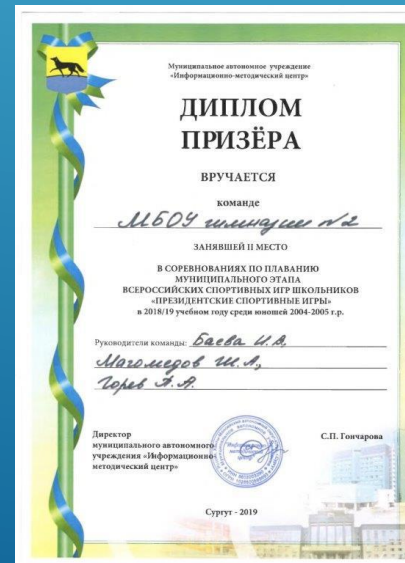 Муниципальное автономное учреждение
«Информационно-методический центр»
ДИПЛОМ
ПРИЗЁРА
ВРУЧАЕТСЯ
команде
МБОУ гимназии №2
ЗАНЯВШЕЙ II МЕСТО
В СОРЕВНОВАНИЯХ ПО ПЛАВАНИЮ
МУНИЦИПАЛЬНОГО ЭТАПА
ВСЕРОССИЙСКИХ СПОРТИВНЫХ ИГР ШКОЛЬНИКОВ
«ПРЕЗИДЕНТСКИЕ СПОРТИВНЫЕ ИГРЫ»
в 2018/19 учебном году среди юношей 2004-2005 г.р.
Руководители команды: Баева И.В,
Магомедов Ш.А,
Горев А.А.
Директор
муниципального автономного
учреждения «Информационно-
методический центр»
С.П. Гончарова
Сургут - 2019